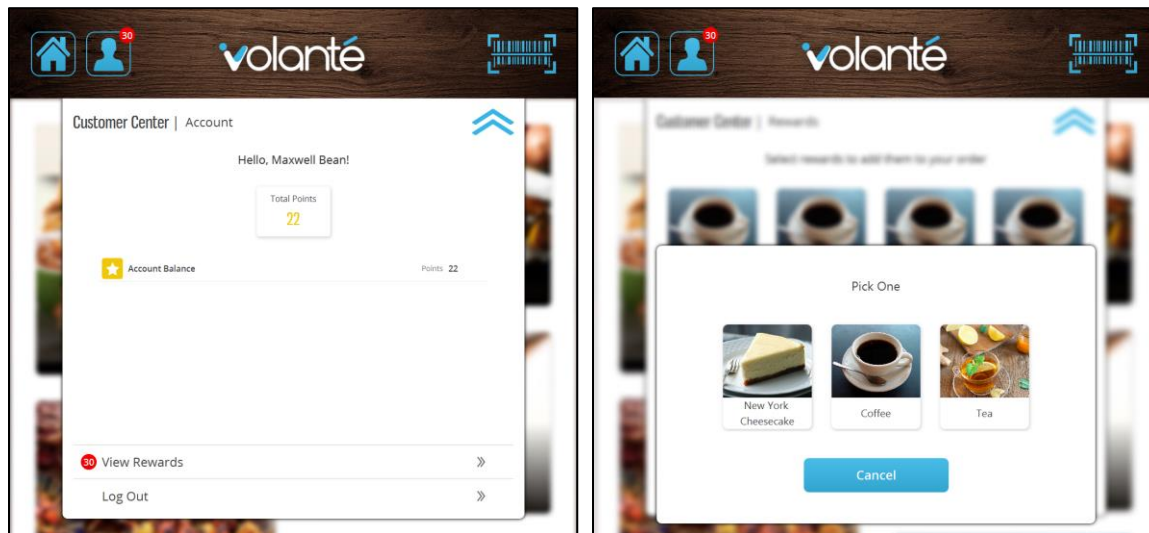 30
volanté
Customer Center | Account
Hello, Maxwell Bean!
Total Points
22
Account Balance
Points 22
30 View Rewards
Log Out
30
volanté
Customer Center | Rewards
Select rewards to add them to your order
Pick One
New York
Cheesecake
Coffee
Tea
Cancel